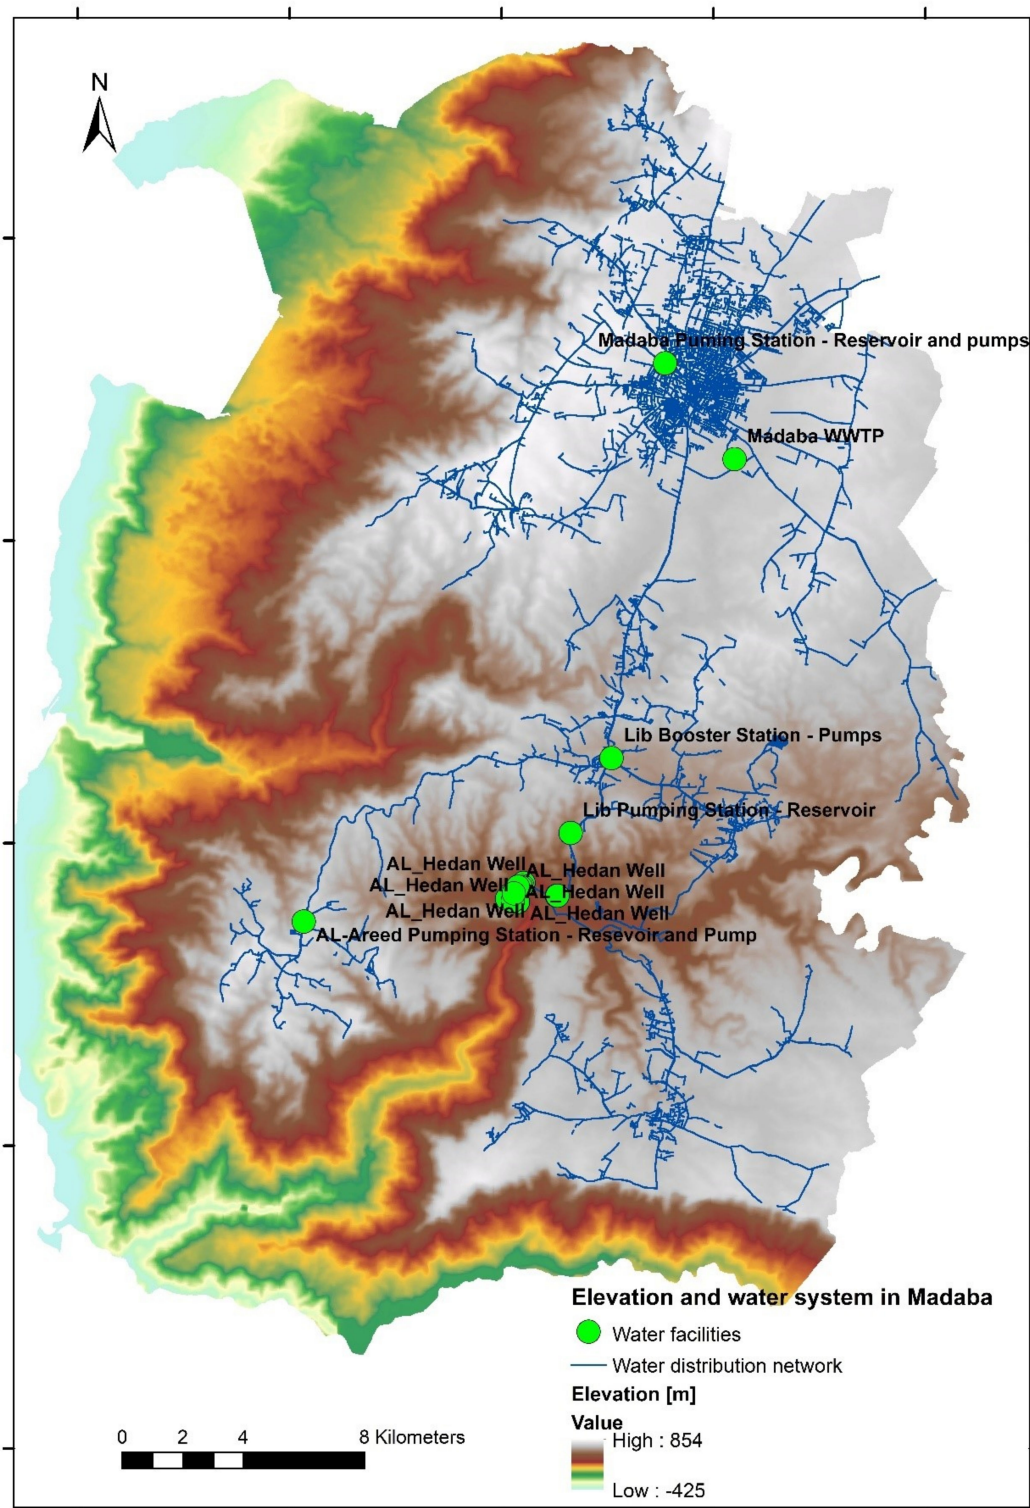 N
Madaba Puming Station - Reservoir and pumps
Madaba WWTP
Lib Booster Station - Pumps
Lib Pumping Station - Reservoir
AL_Hedan Well
AL_Hedan Well
AL_Hedan Well
AL_Hedan Well
AL_Hedan Well
AL_Hedan Well
AL-Areed Pumping Station - Resevoir and Pump
Elevation and water system in Madaba
Water facilities
Water distribution network
Elevation [m]
Value
High : 854
Low : -425
0 2 4 8 Kilometers